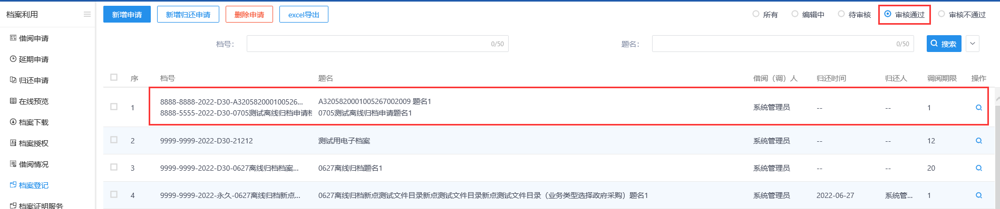 档案利用
借阅申请
延期申请
归还申请
在线预览
档案下载
档案授权
借阅情况
档案登记
档案证明服务
新增申请 新增归还申请 删除申请 excel导出
所有 编辑中 待审核 审核通过 审核不通过
档号: 0/50 题名: 0/50 搜索
序 档号 题名 借阅（调）人 归还时间 归还人 调阅期限 操作
1 8888-8888-2022-D30-A32058200010052​6... A3205820001005267002009 题名1 系统管理员 -- -- 1
8888-5555-2022-D30-0705测试离线归档申请档 0705测试离线归档申请题名1
2 9999-9999-2022-D30-21212 测试用电子档案 系统管理员 -- -- 12
3 9999-9999-2022-D30-0627离线归档档案... 0627离线归档题名1 系统管理员 -- -- 20
4 9999-9999-2022-永久-0627离线归档新点... 0627离线归档新点测试文件目录新点测试文件目录新点测试文件目录（业务类型选择政府采购）题名1 系统管理员 2022-06-27 系统管... 1